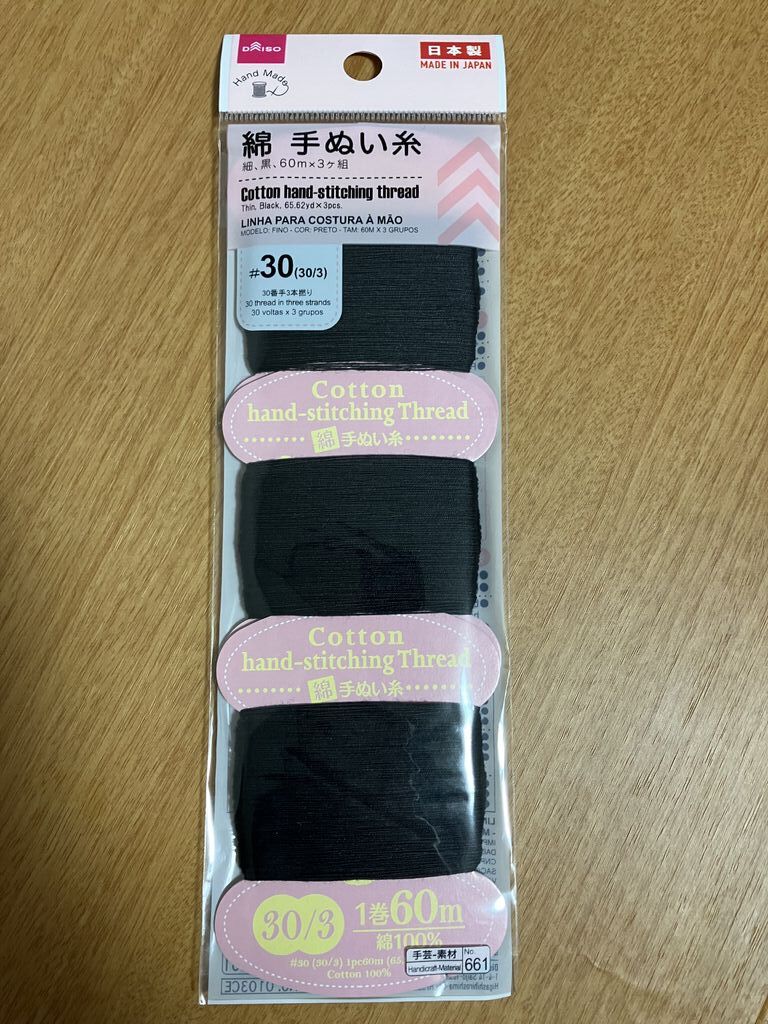 DAISO
日本製
MADE IN JAPAN
Hand Made
綿 手ぬい糸
細、黒、60m×3ヶ組
Cotton hand-stitching thread
Thin, Black, 65.62yd×3pcs.
LINHA PARA COSTURA À MÃO
MODELO: FINO - COR: PRETO - TAM: 60M X 3 GRUPOS
#30(30/3)
30番手3本撚り
30 thread in three strands
30 voltas x 3 grupos
Cotton
hand-stitching Thread
綿 手ぬい糸
Cotton
hand-stitching Thread
綿 手ぬい糸
30/3
1巻60m
綿100%
#30 (30/3) 1pc60m (65.
Cotton 100%
手芸-素材
Handicraft-Material
No.
661